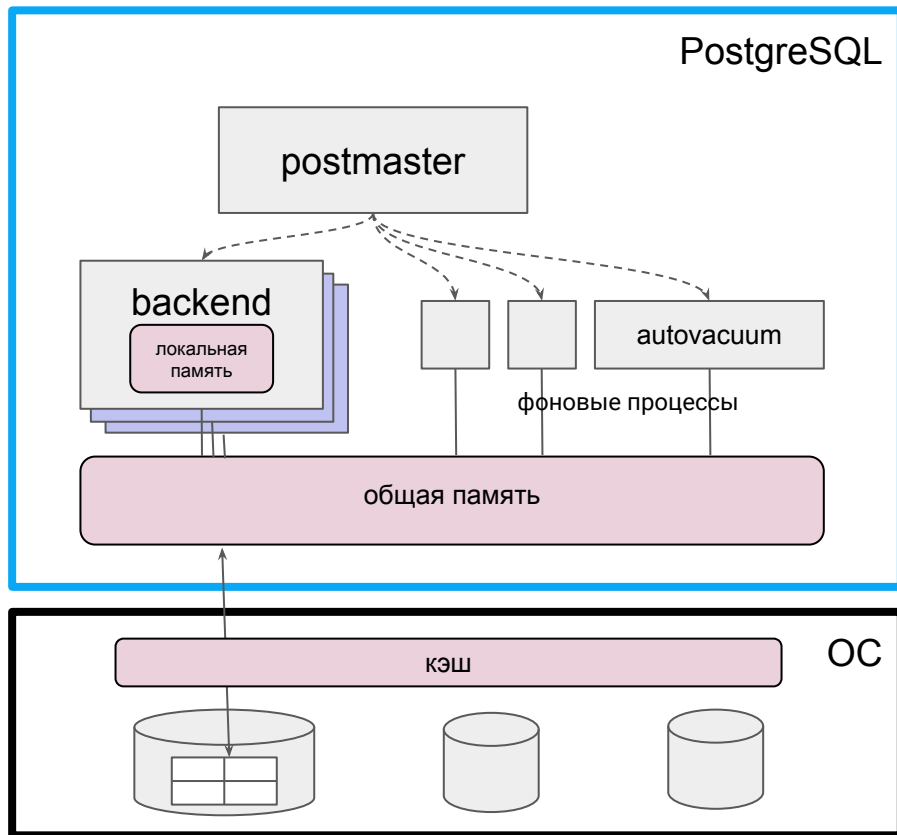 PostgreSQL
postmaster
backend
локальная
память
autovacuum
фоновые процессы
общая память
ОС
кэш